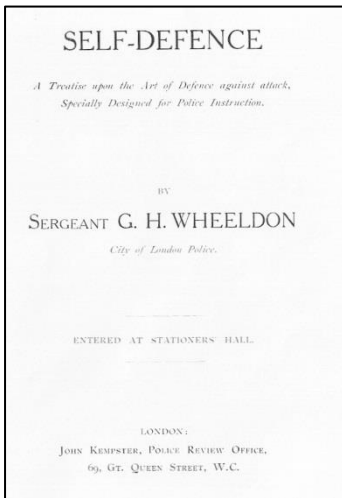 SELF-DEFENCE
A Treatise upon the Art of Defence against attack,
Specially Designed for Police Instruction.
BY
SERGEANT G. H. WHEELDON
City of London Police.
ENTERED AT STATIONERS' HALL.
LONDON:
JOHN KEMPSTER, POLICE REVIEW OFFICE,
69, GT. QUEEN STREET, W.C.